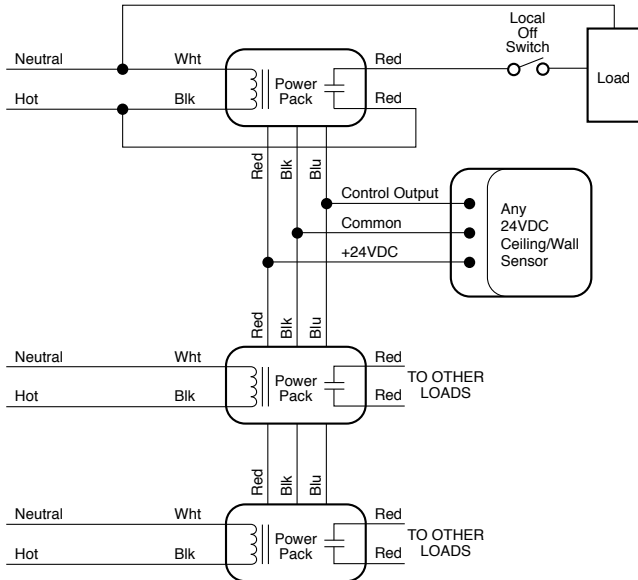 Local
Off
Switch
Neutral
Wht
Red
Power
Pack
Load
Hot
Blk
Red
Red
Blk
Blu
Control Output
Common
+24VDC
Any
24VDC
Ceiling/Wall
Sensor
Red
Blk
Blu
Neutral
Wht
Red
Power
Pack
TO OTHER
LOADS
Hot
Blk
Red
Red
Blk
Blu
Neutral
Wht
Red
Power
Pack
TO OTHER
LOADS
Hot
Blk
Red